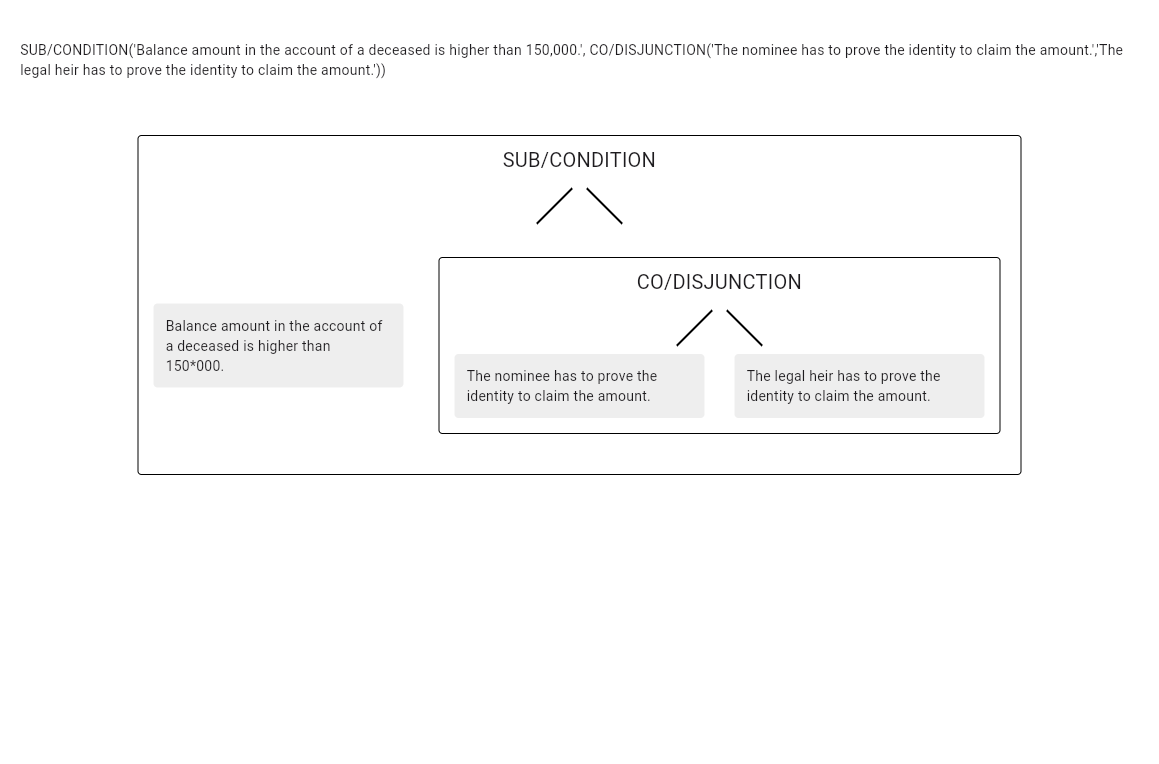 SUB/CONDITION('Balance amount in the account of a deceased is higher than 150,000.', CO/DISJUNCTION('The nominee has to prove the identity to claim the amount.','The
legal heir has to prove the identity to claim the amount.'))
SUB/CONDITION
CO/DISJUNCTION
Balance amount in the account of
a deceased is higher than
150*000.
The nominee has to prove the
identity to claim the amount.
The legal heir has to prove the
identity to claim the amount.